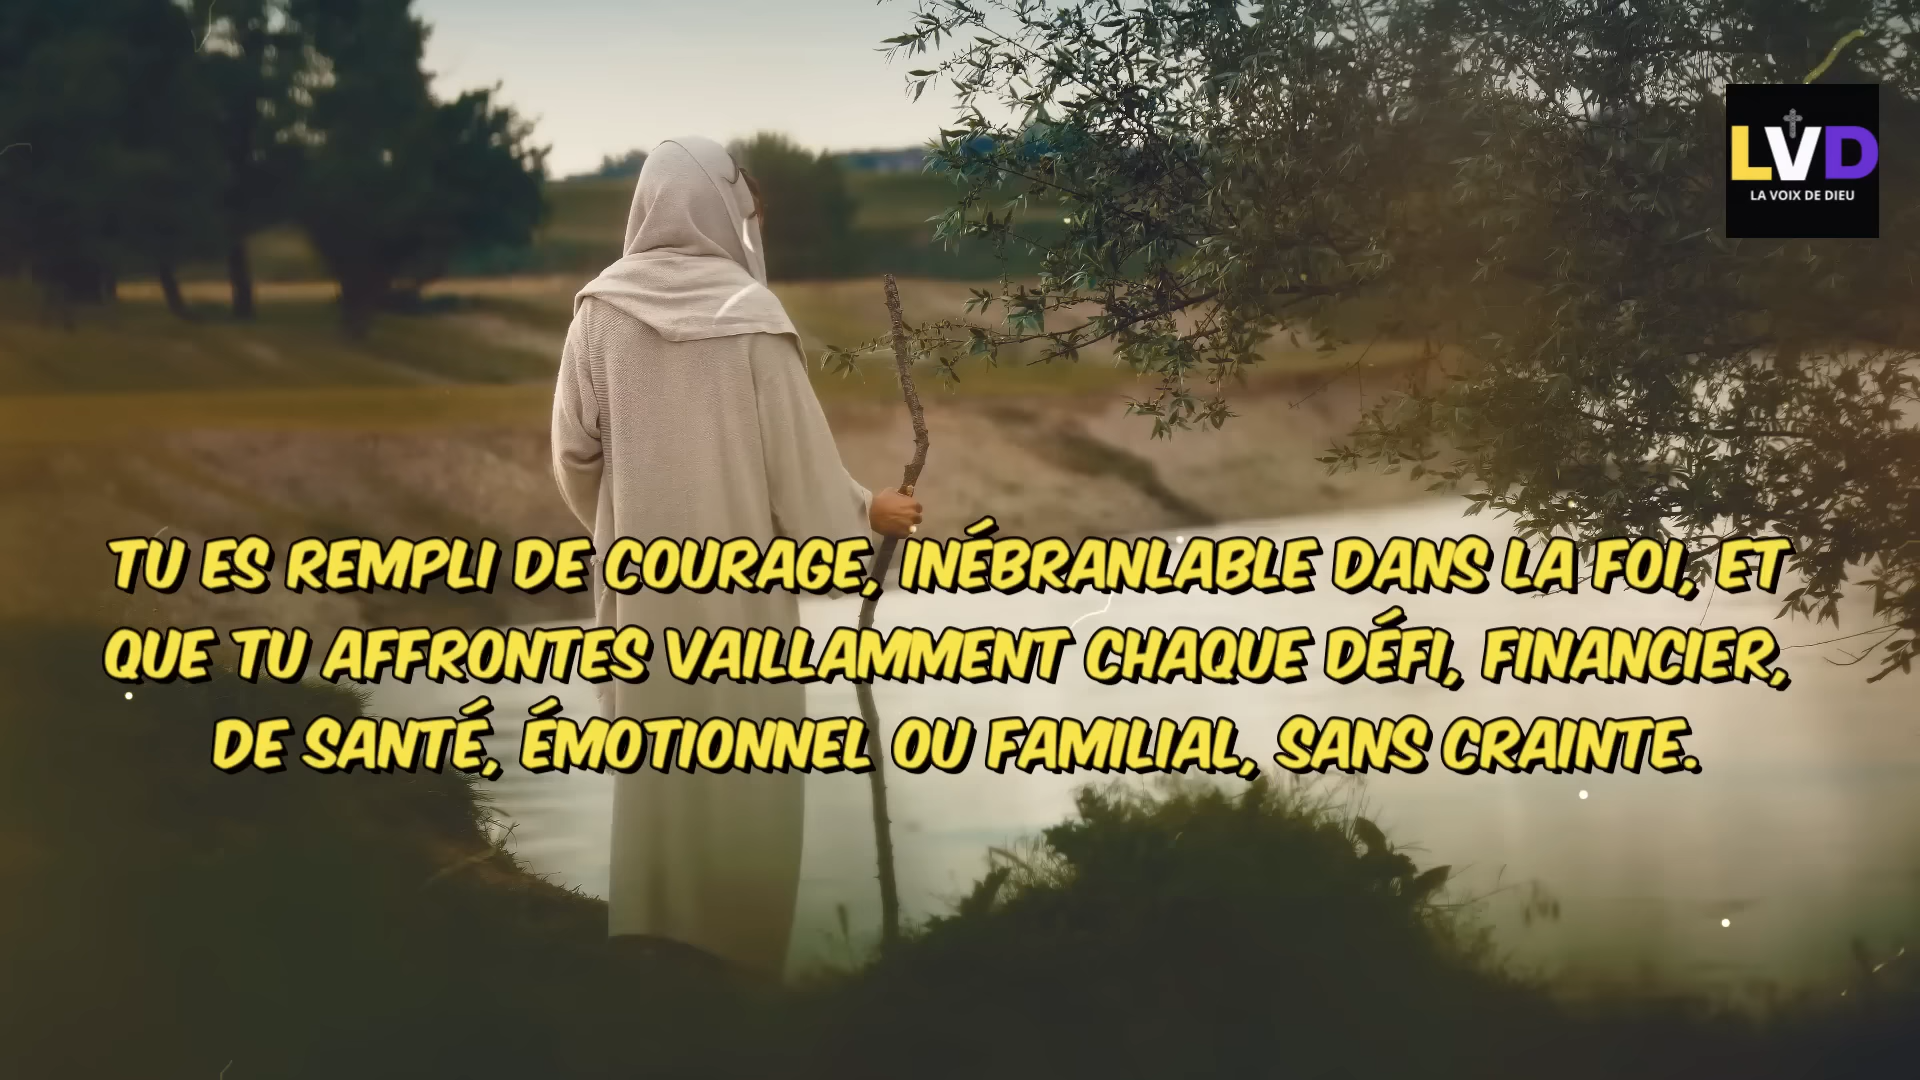 LVD
LA VOIX DE DIEU
TU ES REMPLI DE COURAGE, INÉBRANLABLE DANS LA FOI, ET
QUE TU AFFRONTES VAILLAMMENT CHAQUE DÉFI, FINANCIER,
DE SANTÉ, ÉMOTIONNEL OU FAMILIAL, SANS CRAINTE.